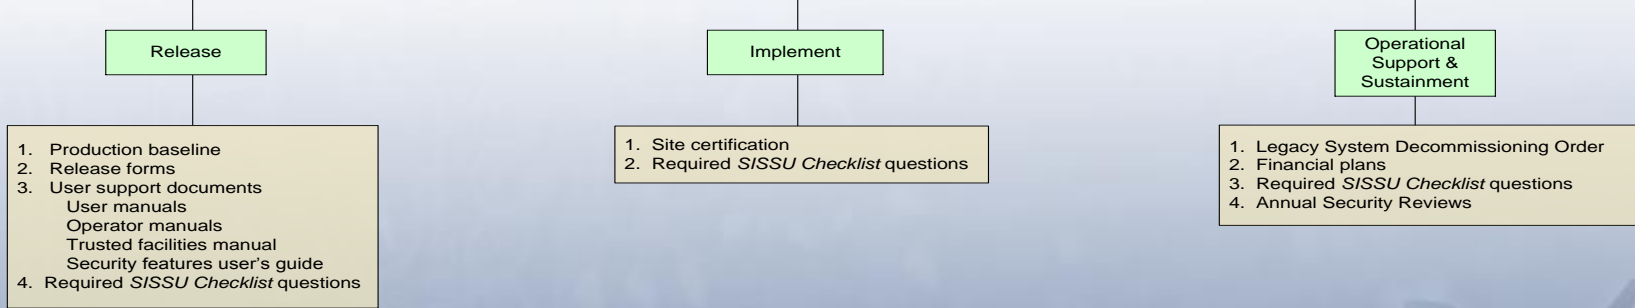 Release
1. Production baseline
2. Release forms
3. User support documents
User manuals
Operator manuals
Trusted facilities manual
Security features user's guide
4. Required SISSU Checklist questions
Implement
1. Site certification
2. Required SISSU Checklist questions
Operational
Support &
Sustainment
1. Legacy System Decommissioning Order
2. Financial plans
3. Required SISSU Checklist questions
4. Annual Security Reviews